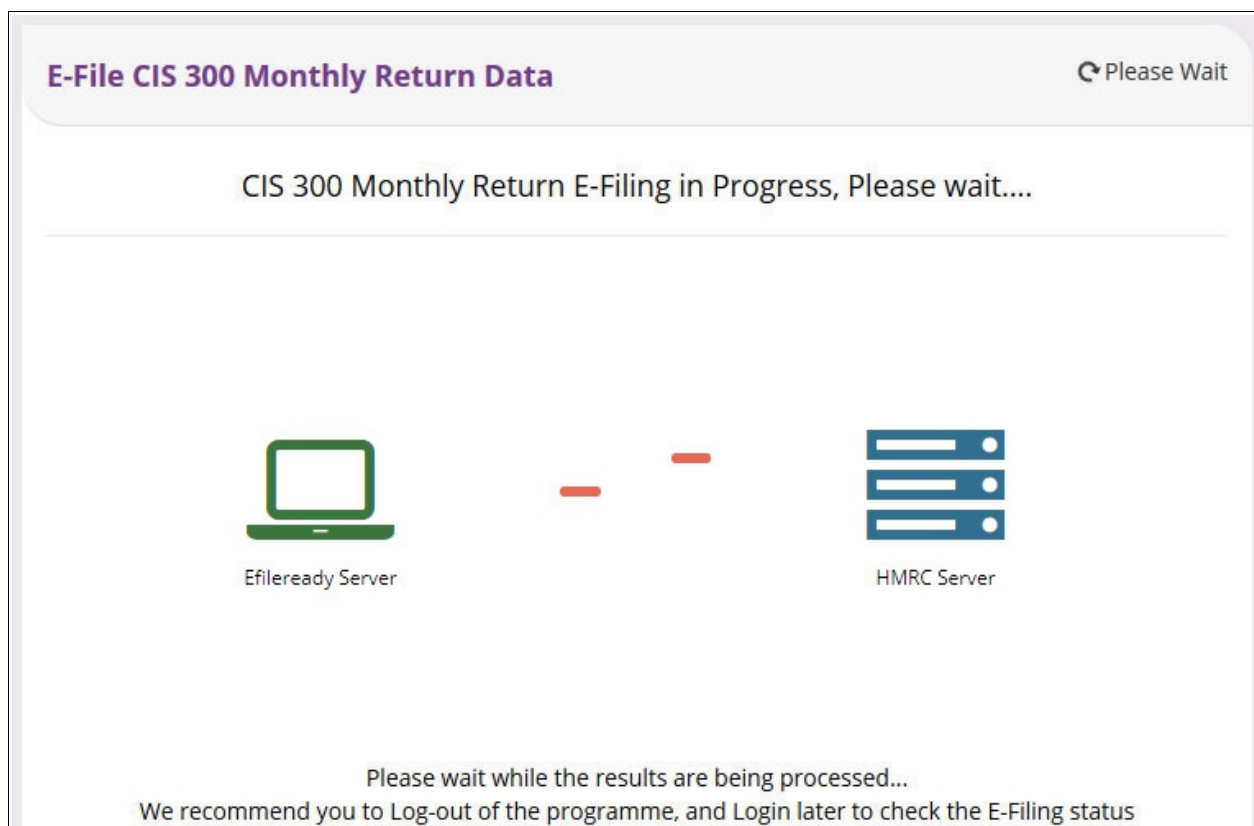 E-File CIS 300 Monthly Return Data
Please Wait
CIS 300 Monthly Return E-Filing in Progress, Please wait....
Efileready Server
HMRC Server
Please wait while the results are being processed...
We recommend you to Log-out of the programme, and Login later to check the E-Filing status